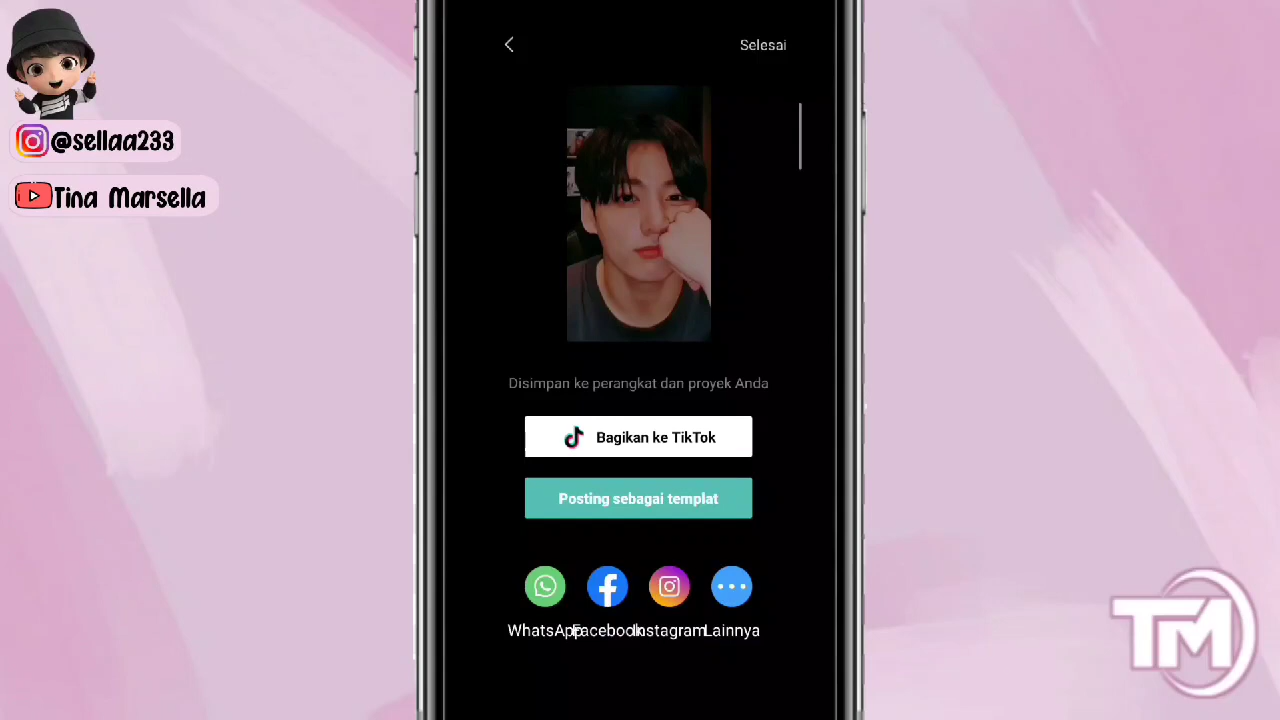 Selesai
@sellaa233
Tina Marsella
Disimpan ke perangkat dan proyek Anda
Bagikan ke TikTok
Posting sebagai templat
WhatsApp
Facebook
Instagram
Lainnya
TM